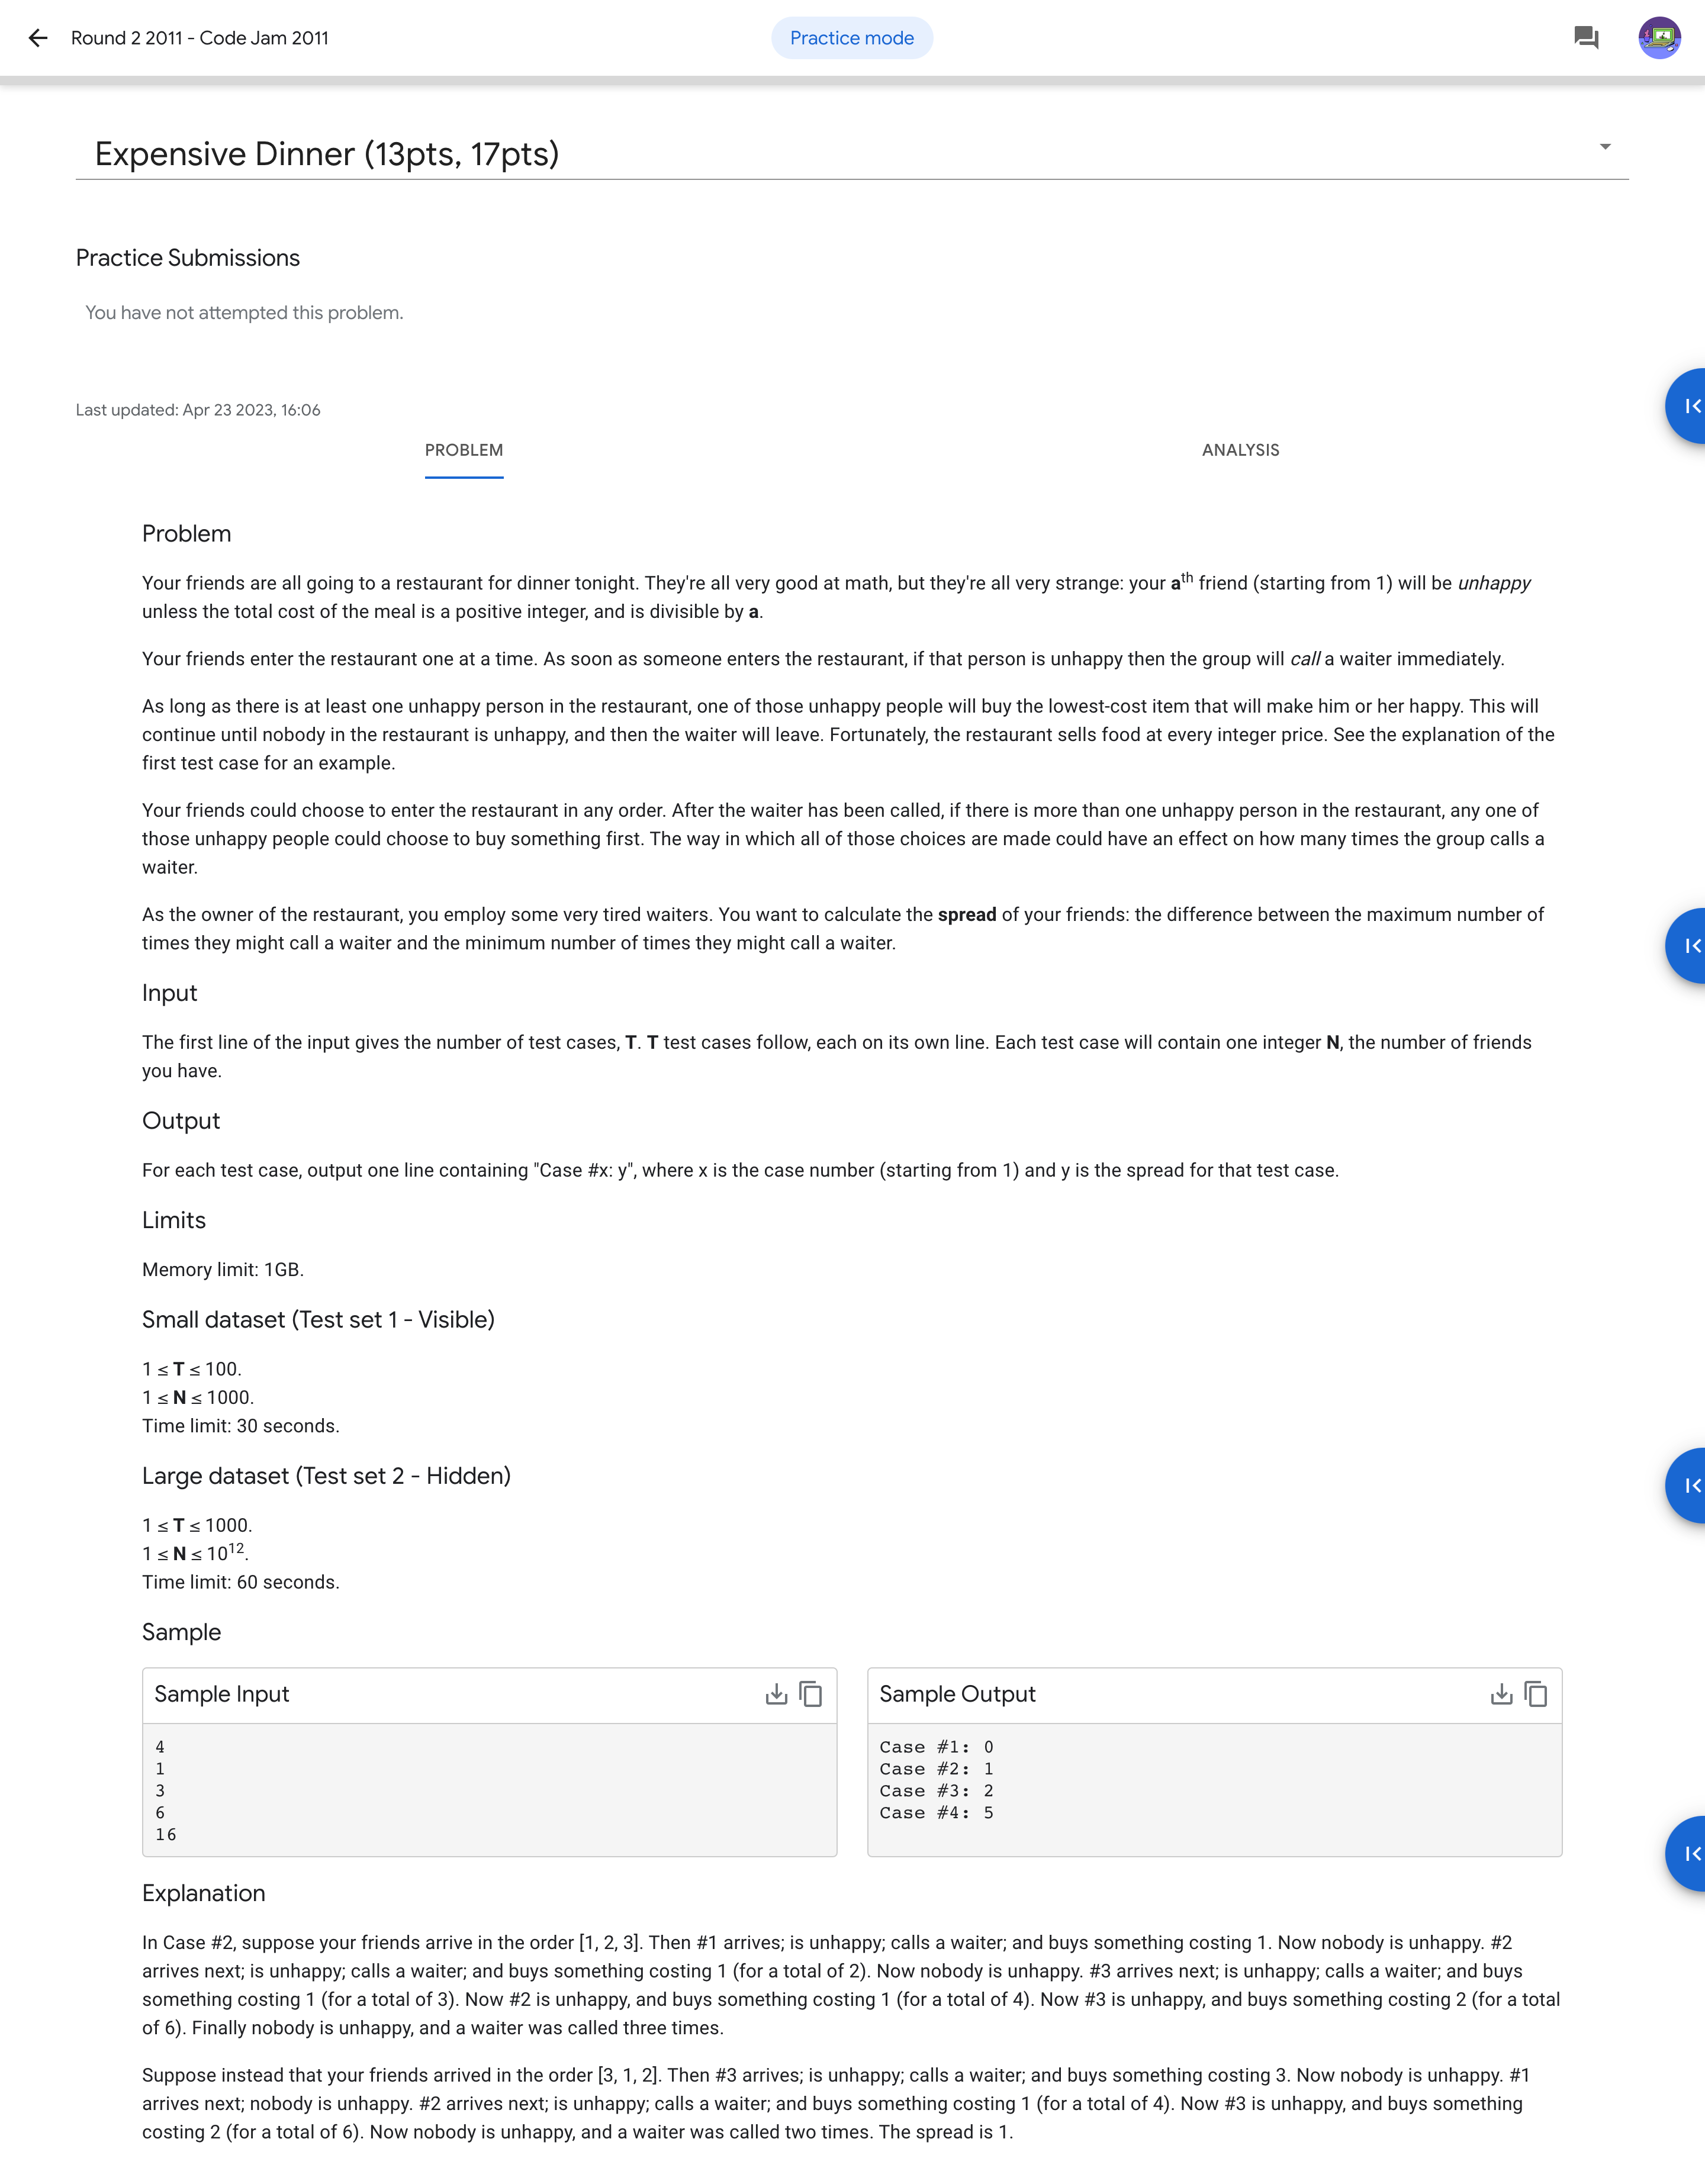 Round 2 2011 - Code Jam 2011
Practice mode
Expensive Dinner (13pts, 17pts)
Practice Submissions
You have not attempted this problem.
Last updated: Apr 23 2023, 16:06
PROBLEM
ANALYSIS
Problem
Your friends are all going to a restaurant for dinner tonight. They're all very good at math, but they're all very strange: your ath friend (starting from 1) will be unhappy
unless the total cost of the meal is a positive integer, and is divisible by a.
Your friends enter the restaurant one at a time. As soon as someone enters the restaurant, if that person is unhappy then the group will call a waiter immediately.
As long as there is at least one unhappy person in the restaurant, one of those unhappy people will buy the lowest-cost item that will make him or her happy. This will
continue until nobody in the restaurant is unhappy, and then the waiter will leave. Fortunately, the restaurant sells food at every integer price. See the explanation of the
first test case for an example.
Your friends could choose to enter the restaurant in any order. After the waiter has been called, if there is more than one unhappy person in the restaurant, any one of
those unhappy people could choose to buy something first. The way in which all of those choices are made could have an effect on how many times the group calls a
waiter.
As the owner of the restaurant, you employ some very tired waiters. You want to calculate the spread of your friends: the difference between the maximum number of
times they might call a waiter and the minimum number of times they might call a waiter.
Input
The first line of the input gives the number of test cases, T. T test cases follow, each on its own line. Each test case will contain one integer N, the number of friends
you have.
Output
For each test case, output one line containing "Case #x: y", where x is the case number (starting from 1) and y is the spread for that test case.
Limits
Memory limit: 1GB.
Small dataset (Test set 1 - Visible)
1 ≤ T ≤ 100.
1 ≤ N ≤ 1000.
Time limit: 30 seconds.
Large dataset (Test set 2 - Hidden)
1 ≤ T ≤ 1000.
1 ≤ N ≤ 10^12.
Time limit: 60 seconds.
Sample
Sample Input
4
1
3
6
16
Sample Output
Case #1: 0
Case #2: 1
Case #3: 2
Case #4: 5
Explanation
In Case #2, suppose your friends arrive in the order [1, 2, 3]. Then #1 arrives; is unhappy; calls a waiter; and buys something costing 1. Now nobody is unhappy. #2
arrives next; is unhappy; calls a waiter; and buys something costing 1 (for a total of 2). Now nobody is unhappy. #3 arrives next; is unhappy; calls a waiter; and buys
something costing 1 (for a total of 3). Now #2 is unhappy, and buys something costing 1 (for a total of 4). Now #3 is unhappy, and buys something costing 2 (for a total
of 6). Finally nobody is unhappy, and a waiter was called three times.
Suppose instead that your friends arrived in the order [3, 1, 2]. Then #3 arrives; is unhappy; calls a waiter; and buys something costing 3. Now nobody is unhappy. #1
arrives next; nobody is unhappy. #2 arrives next; is unhappy; calls a waiter; and buys something costing 1 (for a total of 4). Now #3 is unhappy, and buys something
costing 2 (for a total of 6). Now nobody is unhappy, and a waiter was called two times. The spread is 1.